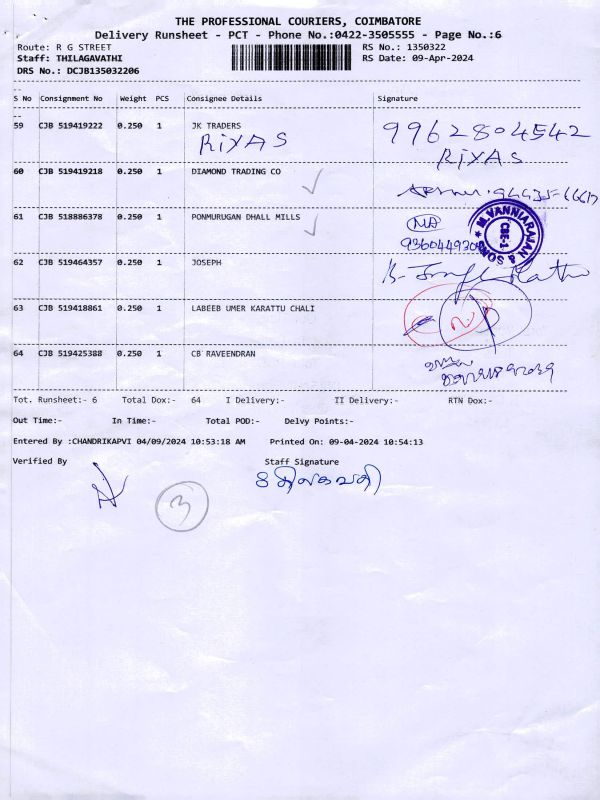 THE PROFESSIONAL COURIERS, COIMBATORE
Delivery Runsheet - PCT - Phone No.:0422-3505555 - Page No.:6
Route: R G STREET RS No.: 1350322
Staff: THILAGAVATHI RS Date: 09-Apr-2024
DRS No.: DCJB135032206
S No Consignment No Weight PCS Consignee Details Signature
59 CJB 519419222 0.250 1 JK TRADERS 9962804542
RIYAS RIYAS
60 CJB 519419218 0.250 1 DIAMOND TRADING CO
61 CJB 518886378 0.250 1 PONMURUGAN DHALL MILLS
M.VANNIARAJAN & SONS
62 CJB 519464357 0.250 1 JOSEPH
63 CJB 519418861 0.250 1 LABEEB UMER KARATTU CHALI
64 CJB 519425388 0.250 1 CB RAVEENDRAN
Tot. Runsheet:- 6 Total Dox:- 64 I Delivery:- II Delivery:- RTN Dox:-
Out Time:- In Time:- Total POD:- Delvy Points:-
Entered By :CHANDRIKAPVI 04/09/2024 10:53:18 AM Printed On: 09-04-2024 10:54:13
Verified By Staff Signature
3